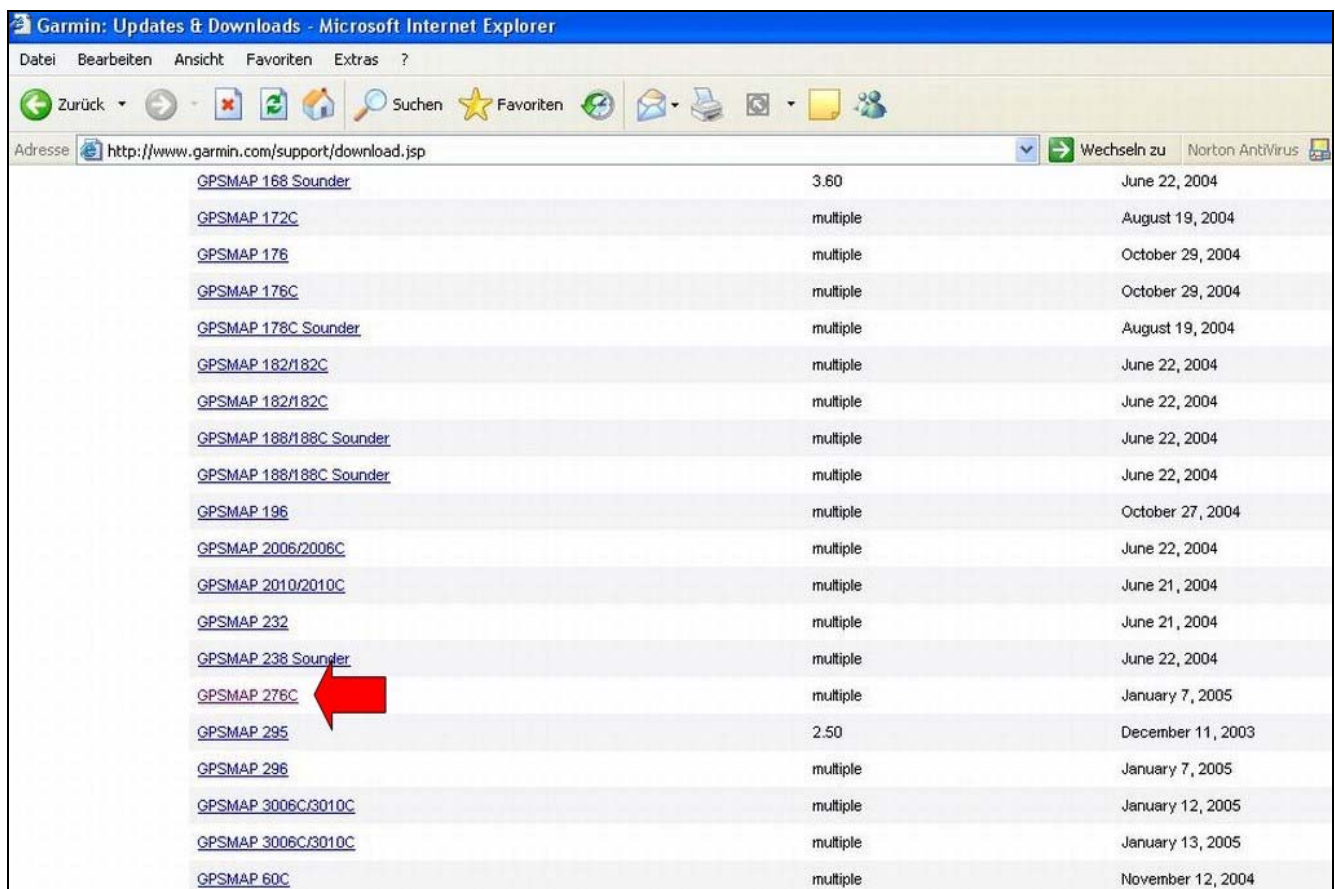 Garmin: Updates & Downloads - Microsoft Internet Explorer
Datei Bearbeiten Ansicht Favoriten Extras ?
Zurück Suchen Favoriten
Adresse http://www.garmin.com/support/download.jsp Wechseln zu Norton AntiVirus
GPSMAP 168 Sounder 3.60 June 22, 2004
GPSMAP 172C multiple August 19, 2004
GPSMAP 176 multiple October 29, 2004
GPSMAP 176C multiple October 29, 2004
GPSMAP 178C Sounder multiple August 19, 2004
GPSMAP 182/182C multiple June 22, 2004
GPSMAP 182/182C multiple June 22, 2004
GPSMAP 188/188C Sounder multiple June 22, 2004
GPSMAP 188/188C Sounder multiple June 22, 2004
GPSMAP 196 multiple October 27, 2004
GPSMAP 2006/2006C multiple June 22, 2004
GPSMAP 2010/2010C multiple June 21, 2004
GPSMAP 232 multiple June 21, 2004
GPSMAP 238 Sounder multiple June 22, 2004
GPSMAP 276C multiple January 7, 2005
GPSMAP 295 2.50 December 11, 2003
GPSMAP 296 multiple January 7, 2005
GPSMAP 3006C/3010C multiple January 12, 2005
GPSMAP 3006C/3010C multiple January 13, 2005
GPSMAP 60C multiple November 12, 2004